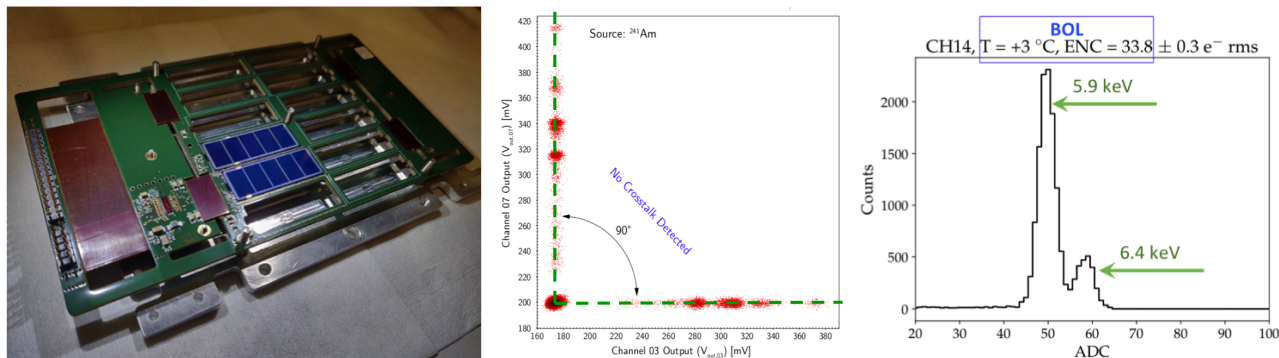 420
400
380
360
340
320
300
280
260
240
220
200
180
Channel 07 Output (V_out,07) [mV]
Source: ²⁴¹Am
No Crosstalk Detected
90°
160 180 200 220 240 260 280 300 320 340 360 380
Channel 03 Output (V_out,03) [mV]
BOL
CH14, T = +3 °C, ENC = 33.8 ± 0.3 e⁻ rms
2000
1500
1000
500
0
Counts
5.9 keV
6.4 keV
20 30 40 50 60 70 80 90 100
ADC